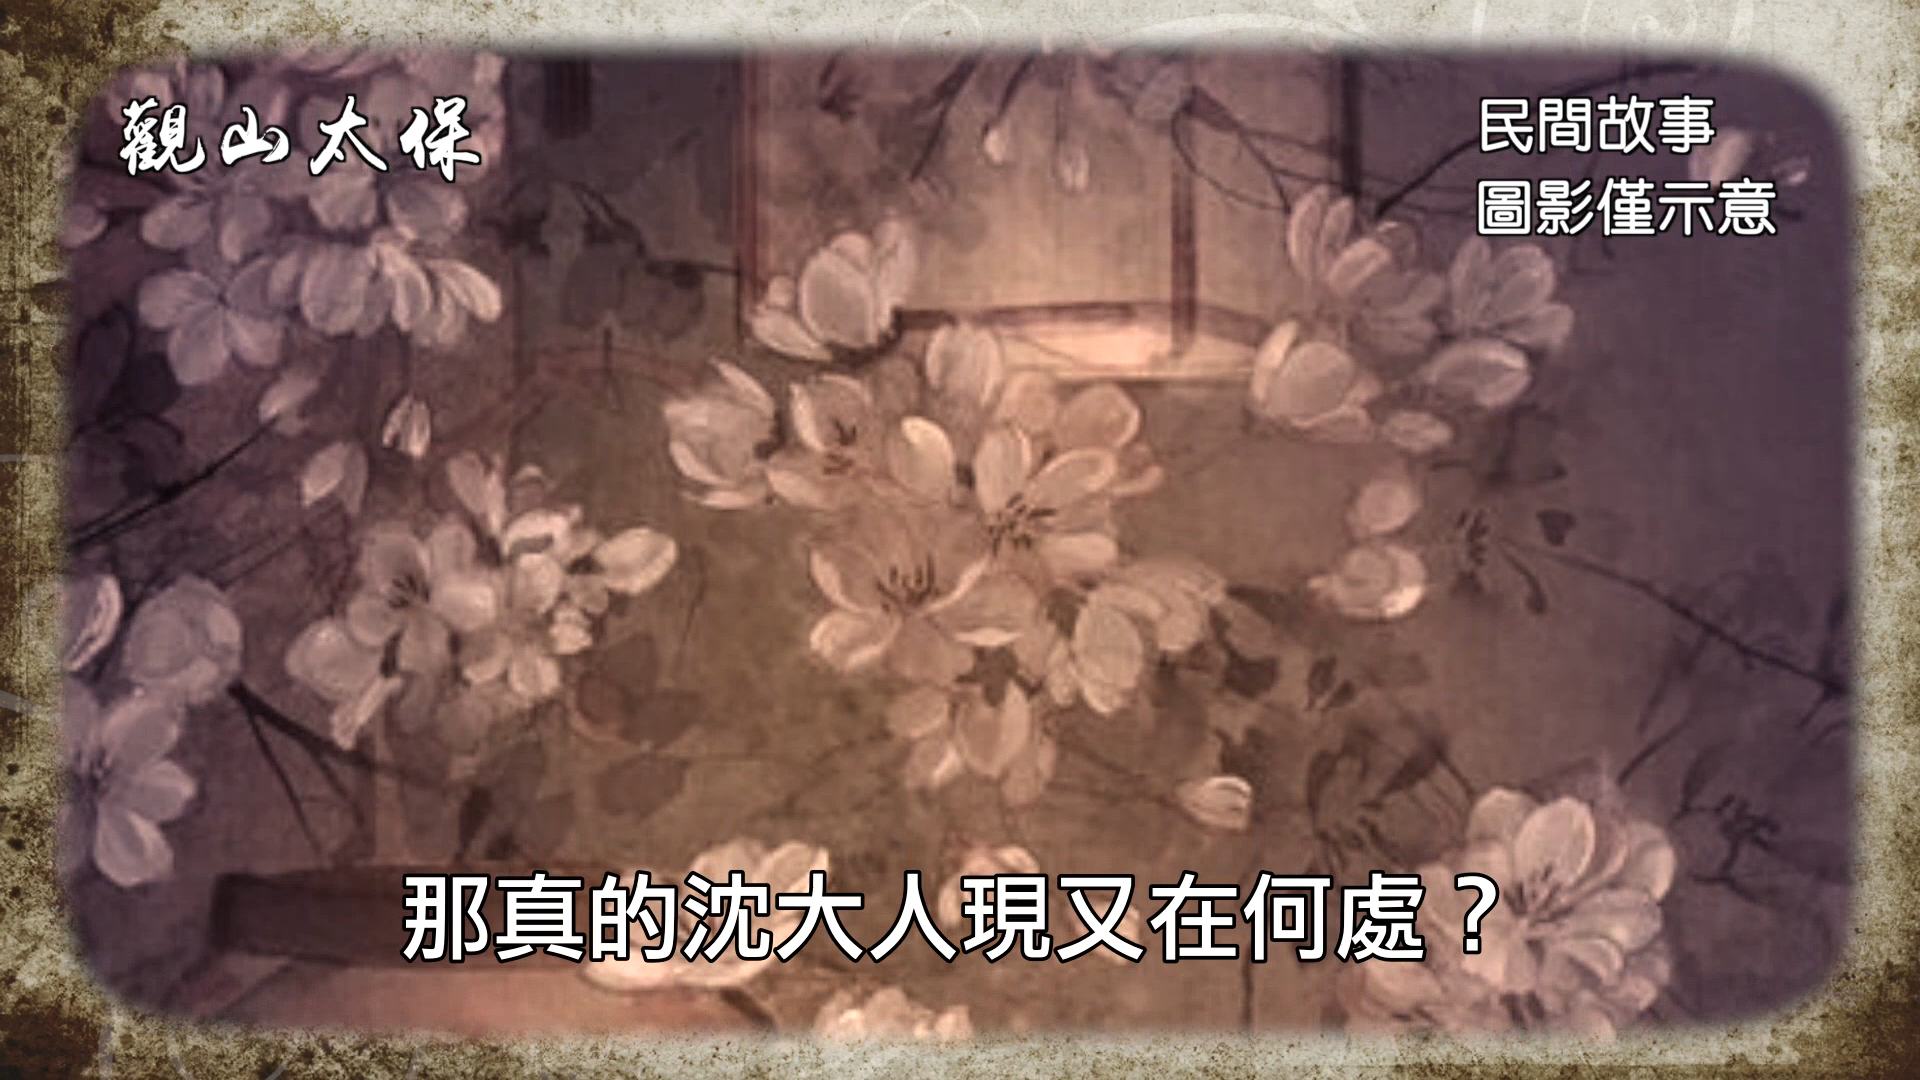 觀山太保
民間故事
圖影僅示意
那真的沈大人現又在何處？